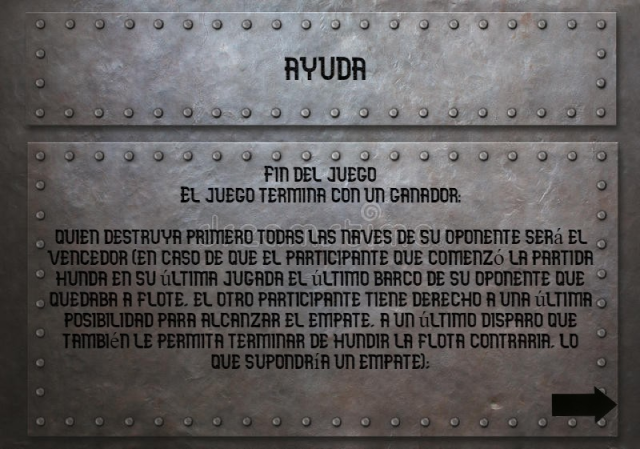 AYUDA
FIN DEL JUEGO
EL JUEGO TERMINA CON UN GANADOR:
QUIEN DESTRUYA PRIMERO TODAS LAS NAVES DE SU OPONENTE SERá EL
VENCEDOR (EN CASO DE QUE EL PARTICIPANTE QUE COMENZó LA PARTIDA
HUNDA EN SU úLTIMA JUGADA EL úLTIMO BARCO DE SU OPONENTE QUE
QUEDABA A FLOTE, EL OTRO PARTICIPANTE TIENE DERECHO A UNA úLTIMA
POSIBILIDAD PARA ALCANZAR EL EMPATE, A UN úLTIMO DISPARO QUE
TAMBIéN LE PERMITA TERMINAR DE HUNDIR LA FLOTA CONTRARIA, LO
QUE SUPONDRíA UN EMPATE);